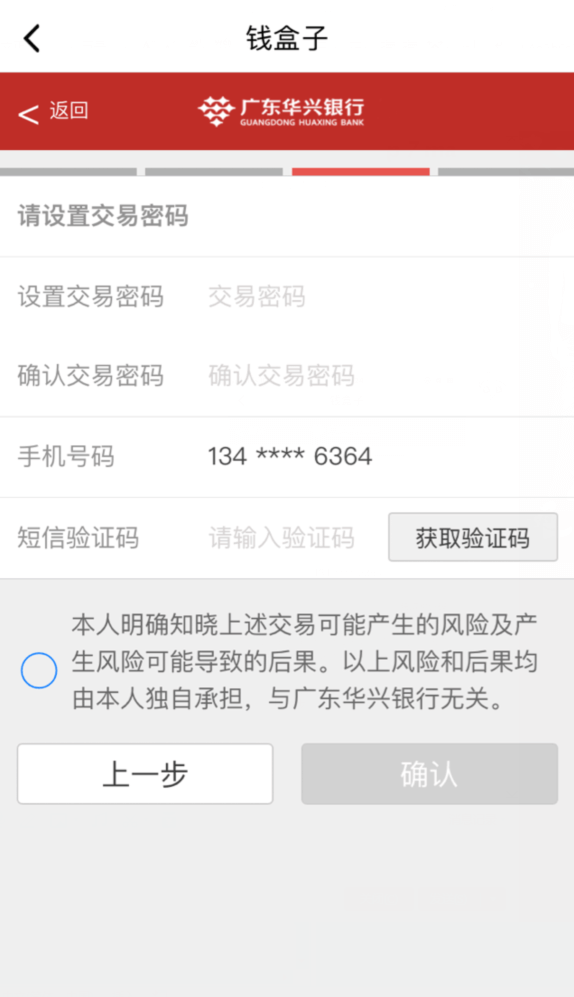 钱盒子
< 返回
广东华兴银行
GUANGDONG HUAXING BANK
请设置交易密码
设置交易密码 交易密码
确认交易密码 确认交易密码
手机号码 134 **** 6364
短信验证码 请输入验证码 获取验证码
本人明确知晓上述交易可能产生的风险及产
生风险可能导致的后果。以上风险和后果均
由本人独自承担，与广东华兴银行无关。
上一步 确认